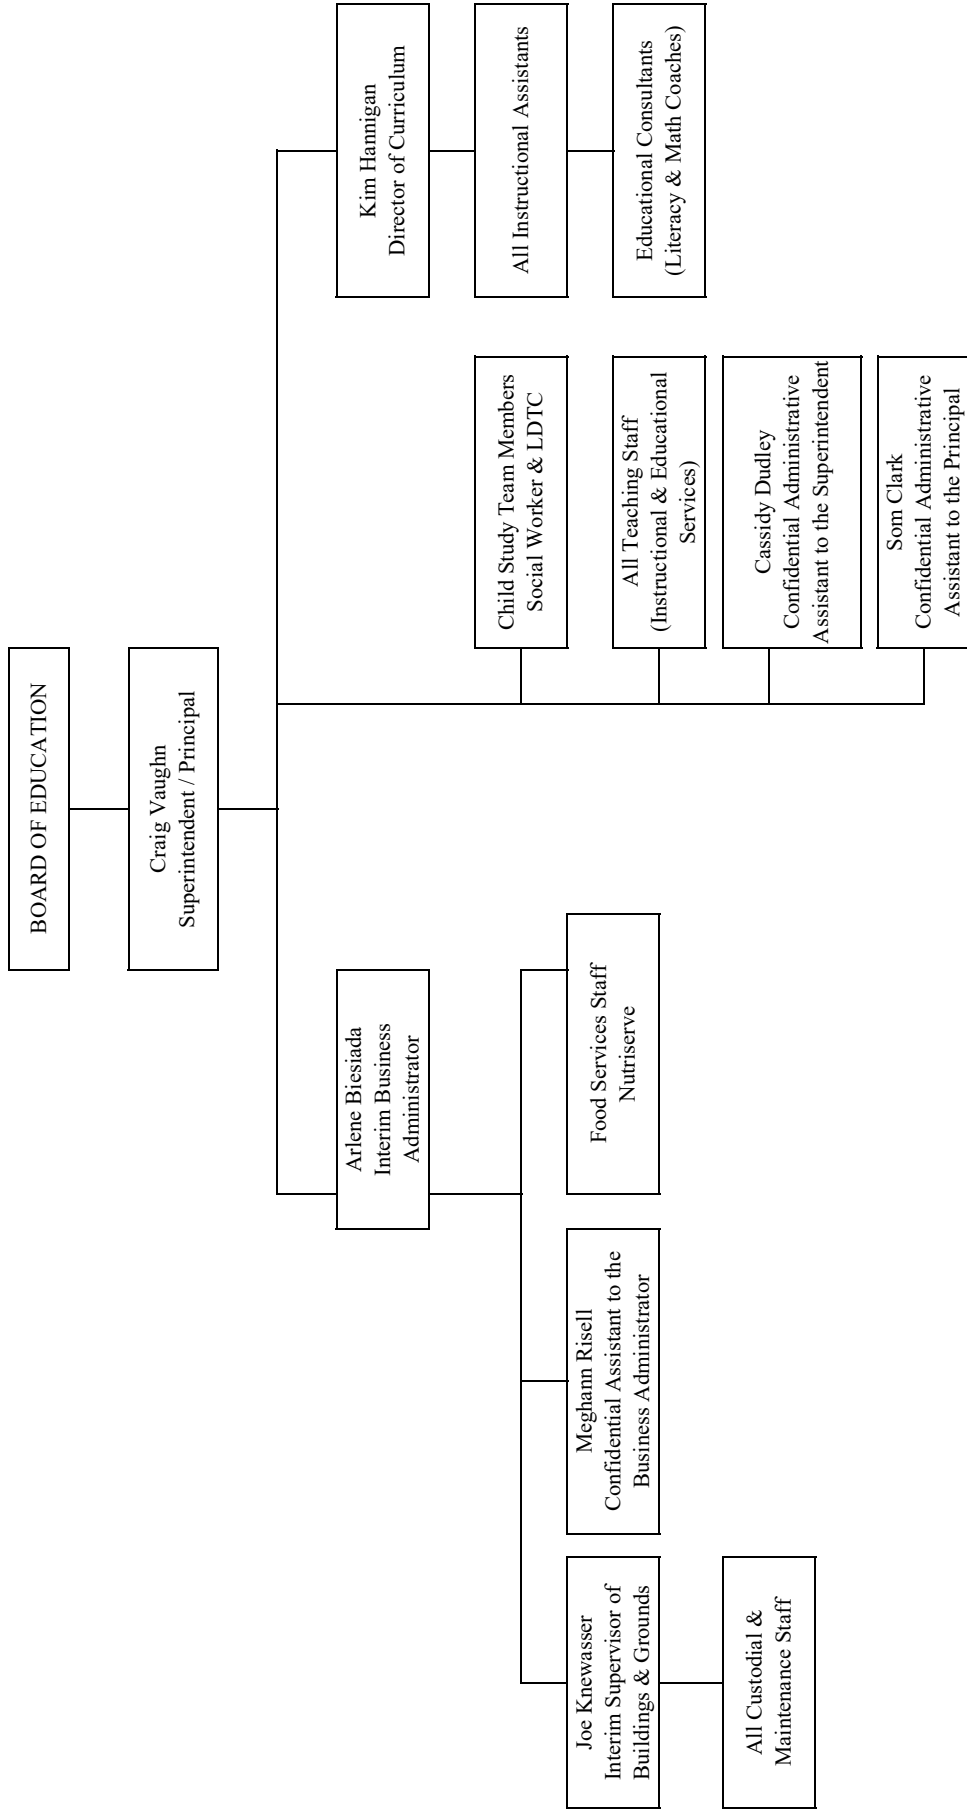 BOARD OF EDUCATION
Craig Vaughn
Superintendent / Principal
Arlene Biesiada
Interim Business
Administrator
Kim Hannigan
Director of Curriculum
Joe Knewasser
Interim Supervisor of
Buildings & Grounds
All Custodial &
Maintenance Staff
Meghann Risell
Confidential Assistant to the
Business Administrator
Food Services Staff
Nutriserve
Child Study Team Members
Social Worker & LDTC
All Teaching Staff
(Instructional & Educational
Services)
Cassidy Dudley
Confidential Administrative
Assistant to the Superintendent
Som Clark
Confidential Administrative
Assistant to the Principal
All Instructional Assistants
Educational Consultants
(Literacy & Math Coaches)